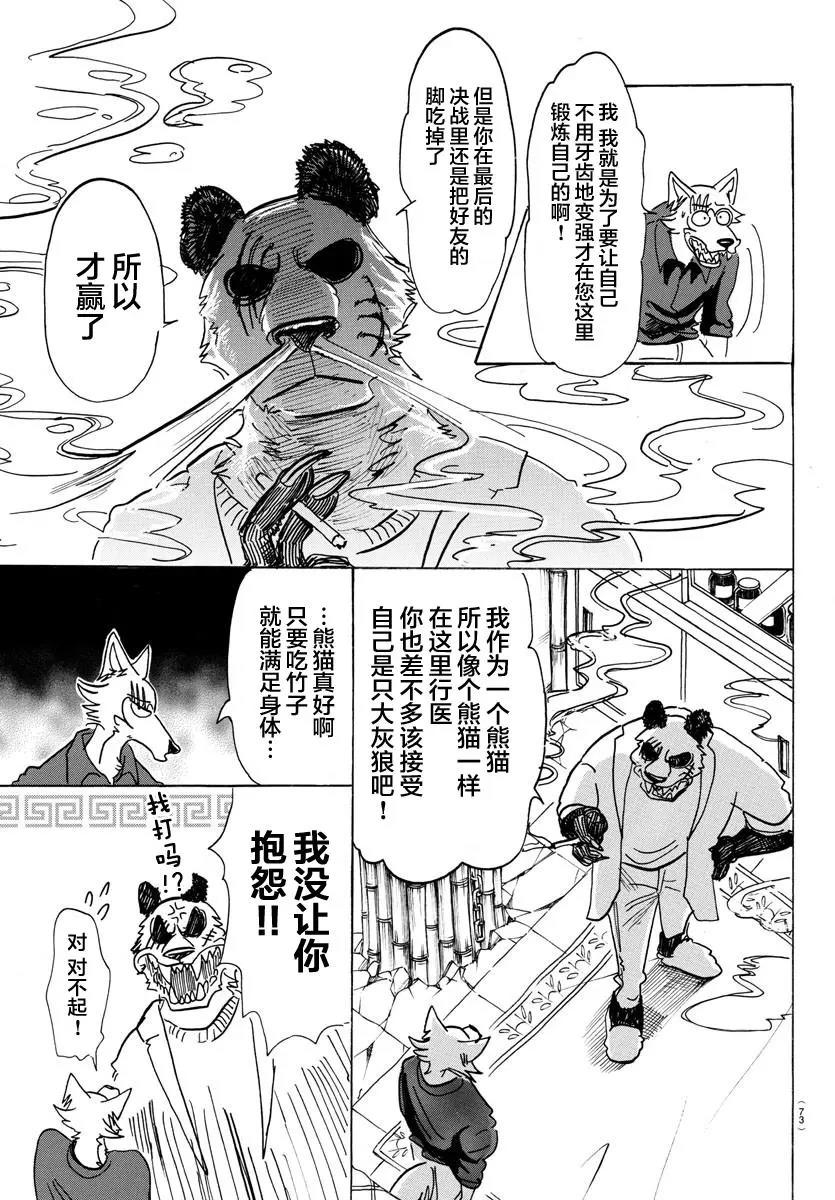 我 我就是为了要让自己
不用牙齿地变强才在您这里
锻炼自己的啊！
但是你在最后的
决战里还是把好友的
脚吃掉了
所以
才赢了
我作为一个熊猫
所以像个熊猫一样
在这里行医
你也差不多该接受
自己是只大灰狼吧！
…熊猫真好啊
只要吃竹子
就能满足身体…
我没让你
抱怨!!
找打吗!?
对 对
不起！
（73）